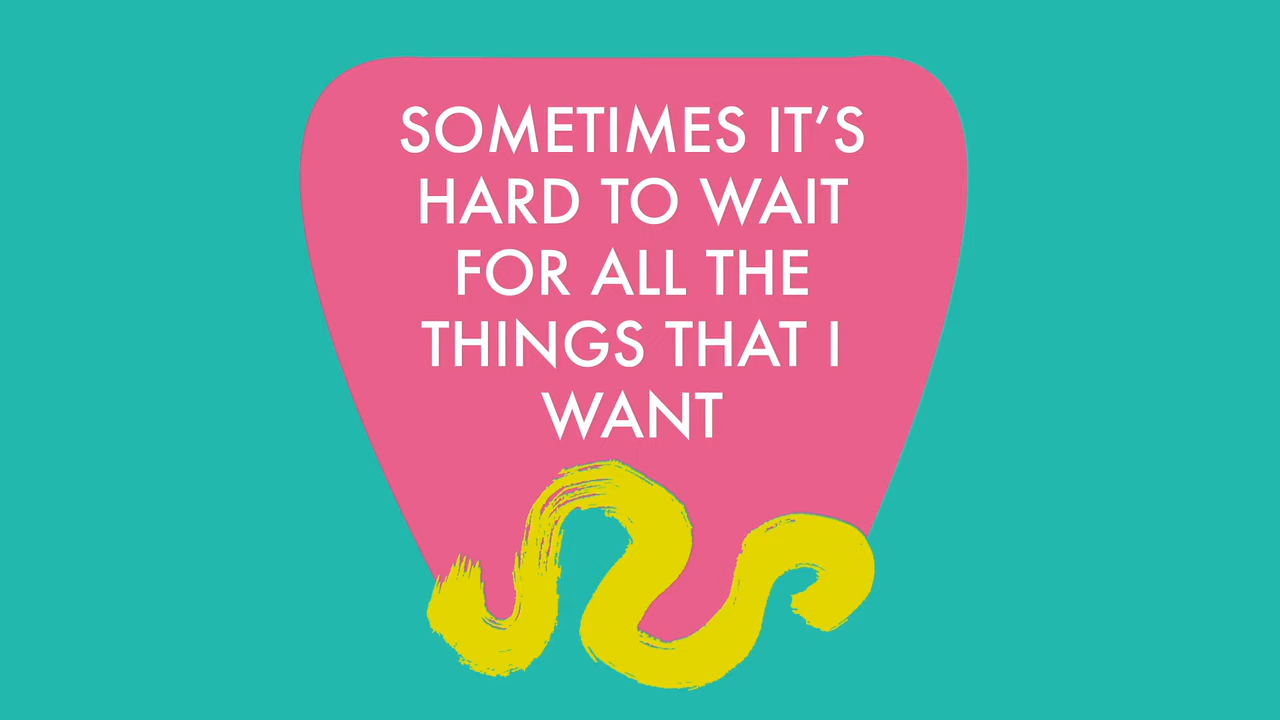 SOMETIMES IT’S
HARD TO WAIT
FOR ALL THE
THINGS THAT I
WANT